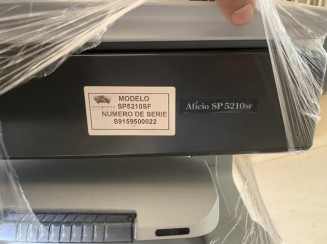 MODELO
SP5210SF
NUMERO DE SERIE
S9159500022
Aficio SP 5210SF